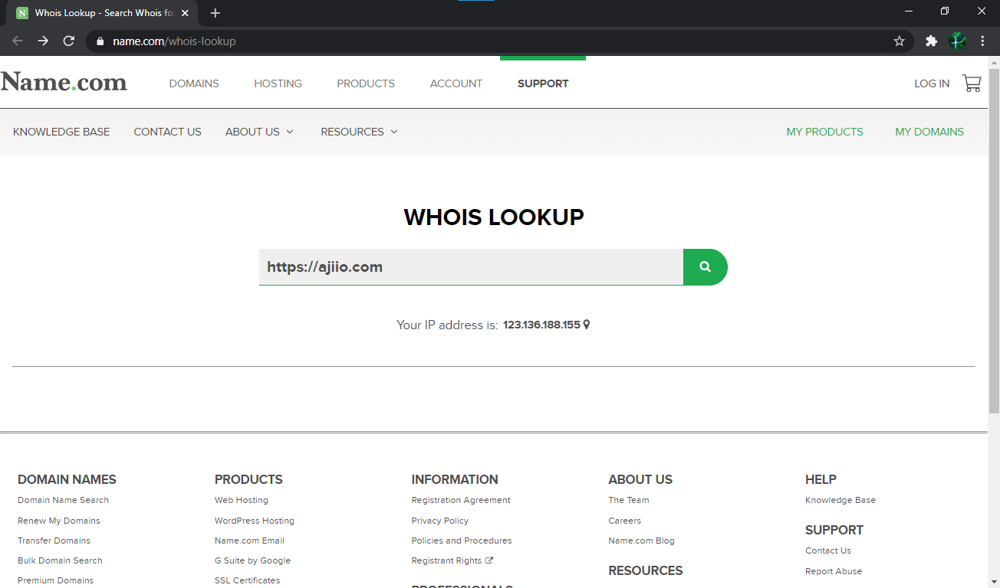 Whois Lookup - Search Whois fo
name.com/whois-lookup
Name.com
DOMAINS
HOSTING
PRODUCTS
ACCOUNT
SUPPORT
LOG IN
KNOWLEDGE BASE
CONTACT US
ABOUT US
RESOURCES
MY PRODUCTS
MY DOMAINS
WHOIS LOOKUP
https://ajiio.com
Your IP address is: 123.136.188.155
DOMAIN NAMES
Domain Name Search
Renew My Domains
Transfer Domains
Bulk Domain Search
Premium Domains
PRODUCTS
Web Hosting
WordPress Hosting
Name.com Email
G Suite by Google
SSL Certificates
INFORMATION
Registration Agreement
Privacy Policy
Policies and Procedures
Registrant Rights
PROFESSIONALS
ABOUT US
The Team
Careers
Name.com Blog
RESOURCES
HELP
Knowledge Base
SUPPORT
Contact Us
Report Abuse